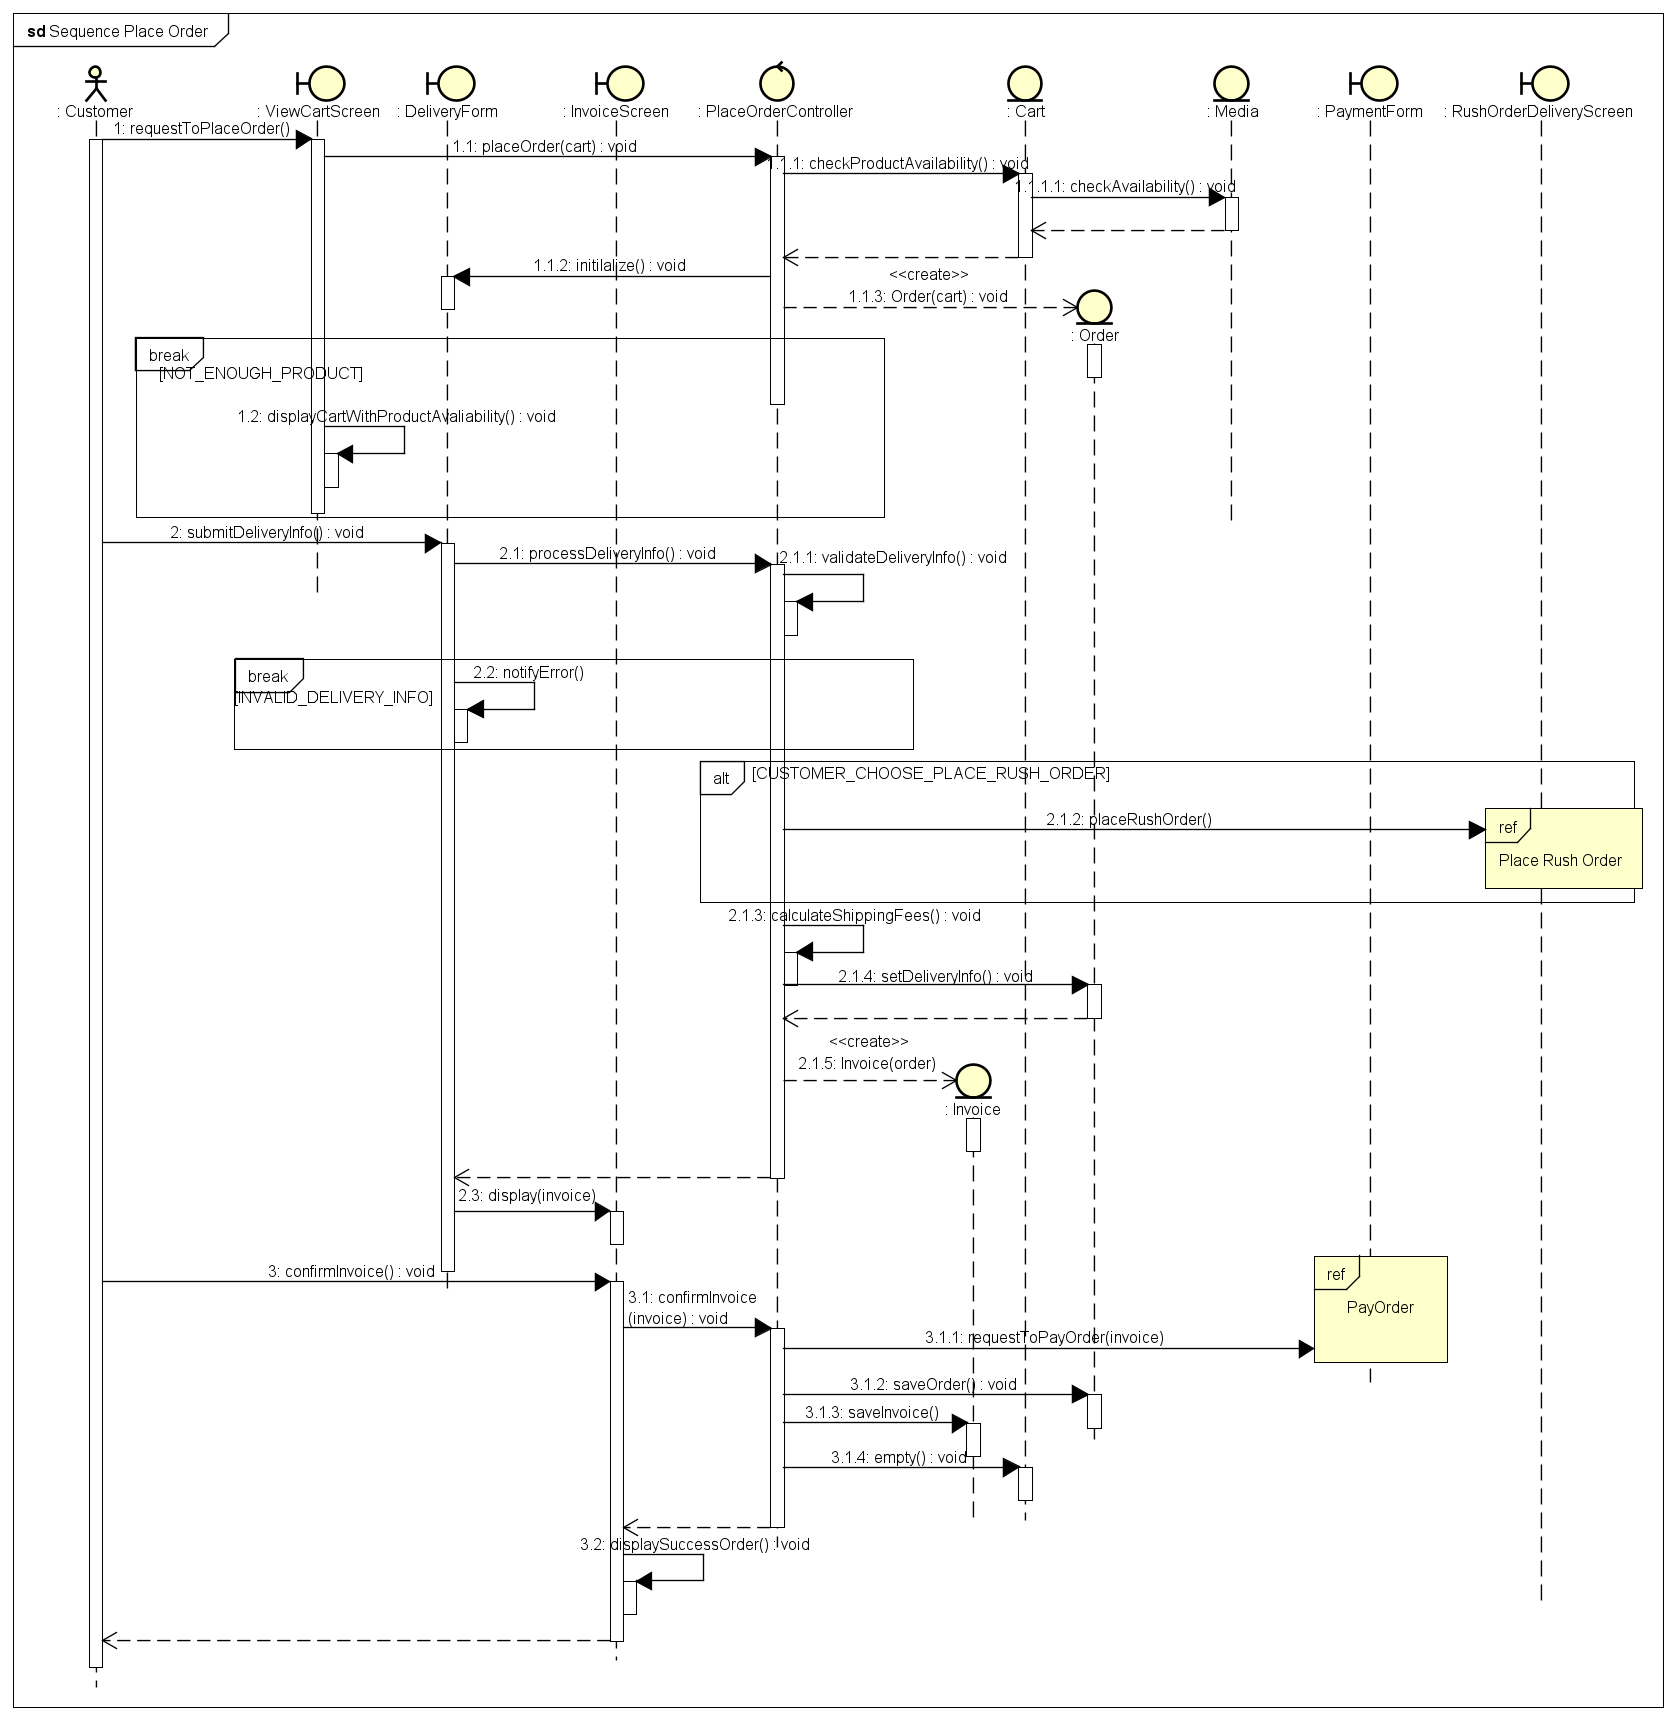 sd Sequence Place Order
: Customer
: ViewCartScreen
: DeliveryForm
: InvoiceScreen
: PlaceOrderController
: Cart
: Media
: PaymentForm
: RushOrderDeliveryScreen
1: requestToPlaceOrder()
1.1: placeOrder(cart) : void
1.1.1: checkProductAvailability() : void
1.1.1.1: checkAvailability() : void
1.1.2: initilalize() : void
<<create>>
1.1.3: Order(cart) : void
: Order
break
[NOT_ENOUGH_PRODUCT]
1.2: displayCartWithProductAvaliability() : void
2: submitDeliveryInfo() : void
2.1: processDeliveryInfo() : void
2.1.1: validateDeliveryInfo() : void
break
2.2: notifyError()
[INVALID_DELIVERY_INFO]
alt
[CUSTOMER_CHOOSE_PLACE_RUSH_ORDER]
2.1.2: placeRushOrder()
ref
Place Rush Order
2.1.3: calculateShippingFees() : void
2.1.4: setDeliveryInfo() : void
<<create>>
2.1.5: Invoice(order)
: Invoice
2.3: display(invoice)
3: confirmInvoice() : void
ref
PayOrder
3.1: confirmInvoice
(invoice) : void
3.1.1: requestToPayOrder(invoice)
3.1.2: saveOrder() : void
3.1.3: saveInvoice()
3.1.4: empty() : void
3.2: displaySuccessOrder() : void